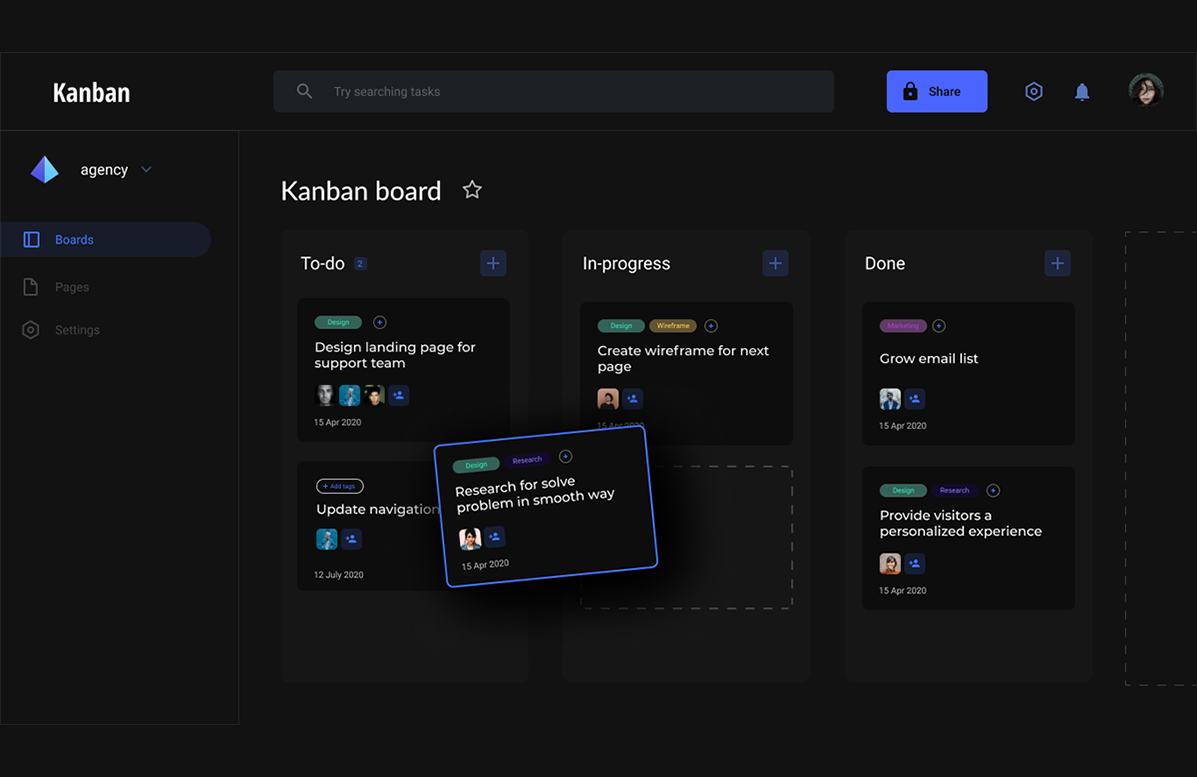 Kanban
Try searching tasks
Share
agency
Boards
Pages
Settings
Kanban board
To-do 2
Design
Design landing page for
support team
15 Apr 2020
+ Add tags
Update navigation
12 July 2020
In-progress
Design Wireframe
Create wireframe for next
page
15 Apr 2020
Design Research
Research for solve
problem in smooth way
15 Apr 2020
Done
Marketing
Grow email list
15 Apr 2020
Design Research
Provide visitors a
personalized experience
15 Apr 2020